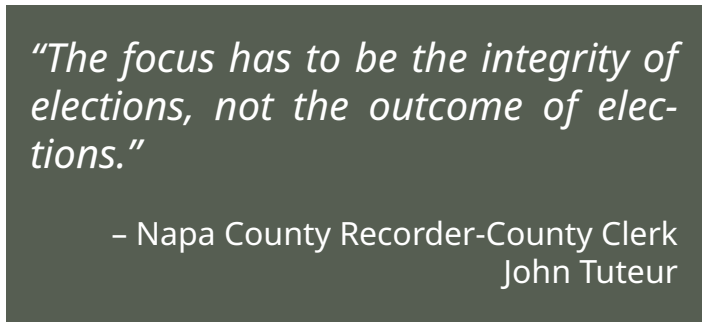 “The focus has to be the integrity of
elections, not the outcome of elec-
tions.”
– Napa County Recorder-County Clerk
John Tuteur